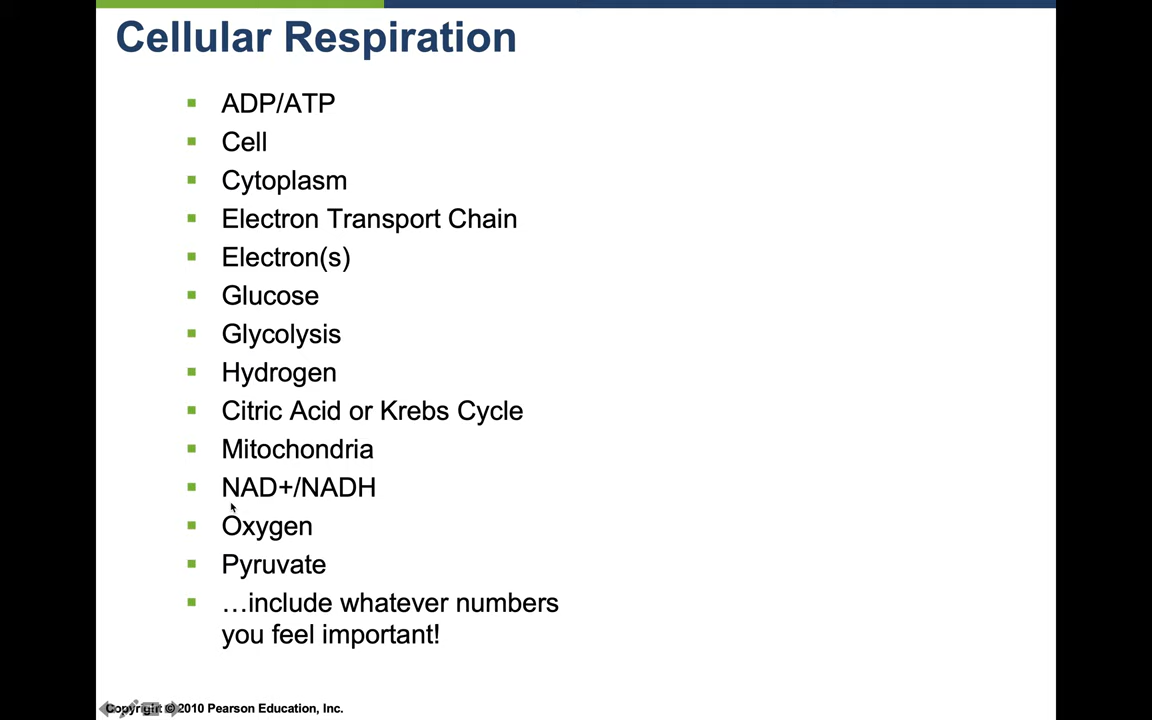 Cellular Respiration
ADP/ATP
Cell
Cytoplasm
Electron Transport Chain
Electron(s)
Glucose
Glycolysis
Hydrogen
Citric Acid or Krebs Cycle
Mitochondria
NAD+/NADH
Oxygen
Pyruvate
…include whatever numbers
you feel important!
Copyright © 2010 Pearson Education, Inc.